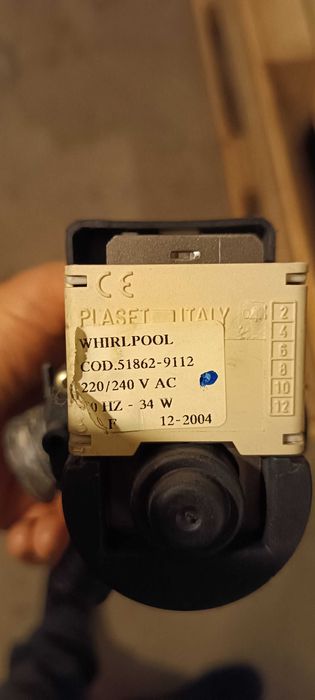 CE
PLASET ITALY
WHIRLPOOL
COD.51862-9112
220/240 V AC
0 HZ - 34 W
F 12-2004
2
4
6
8
10
12